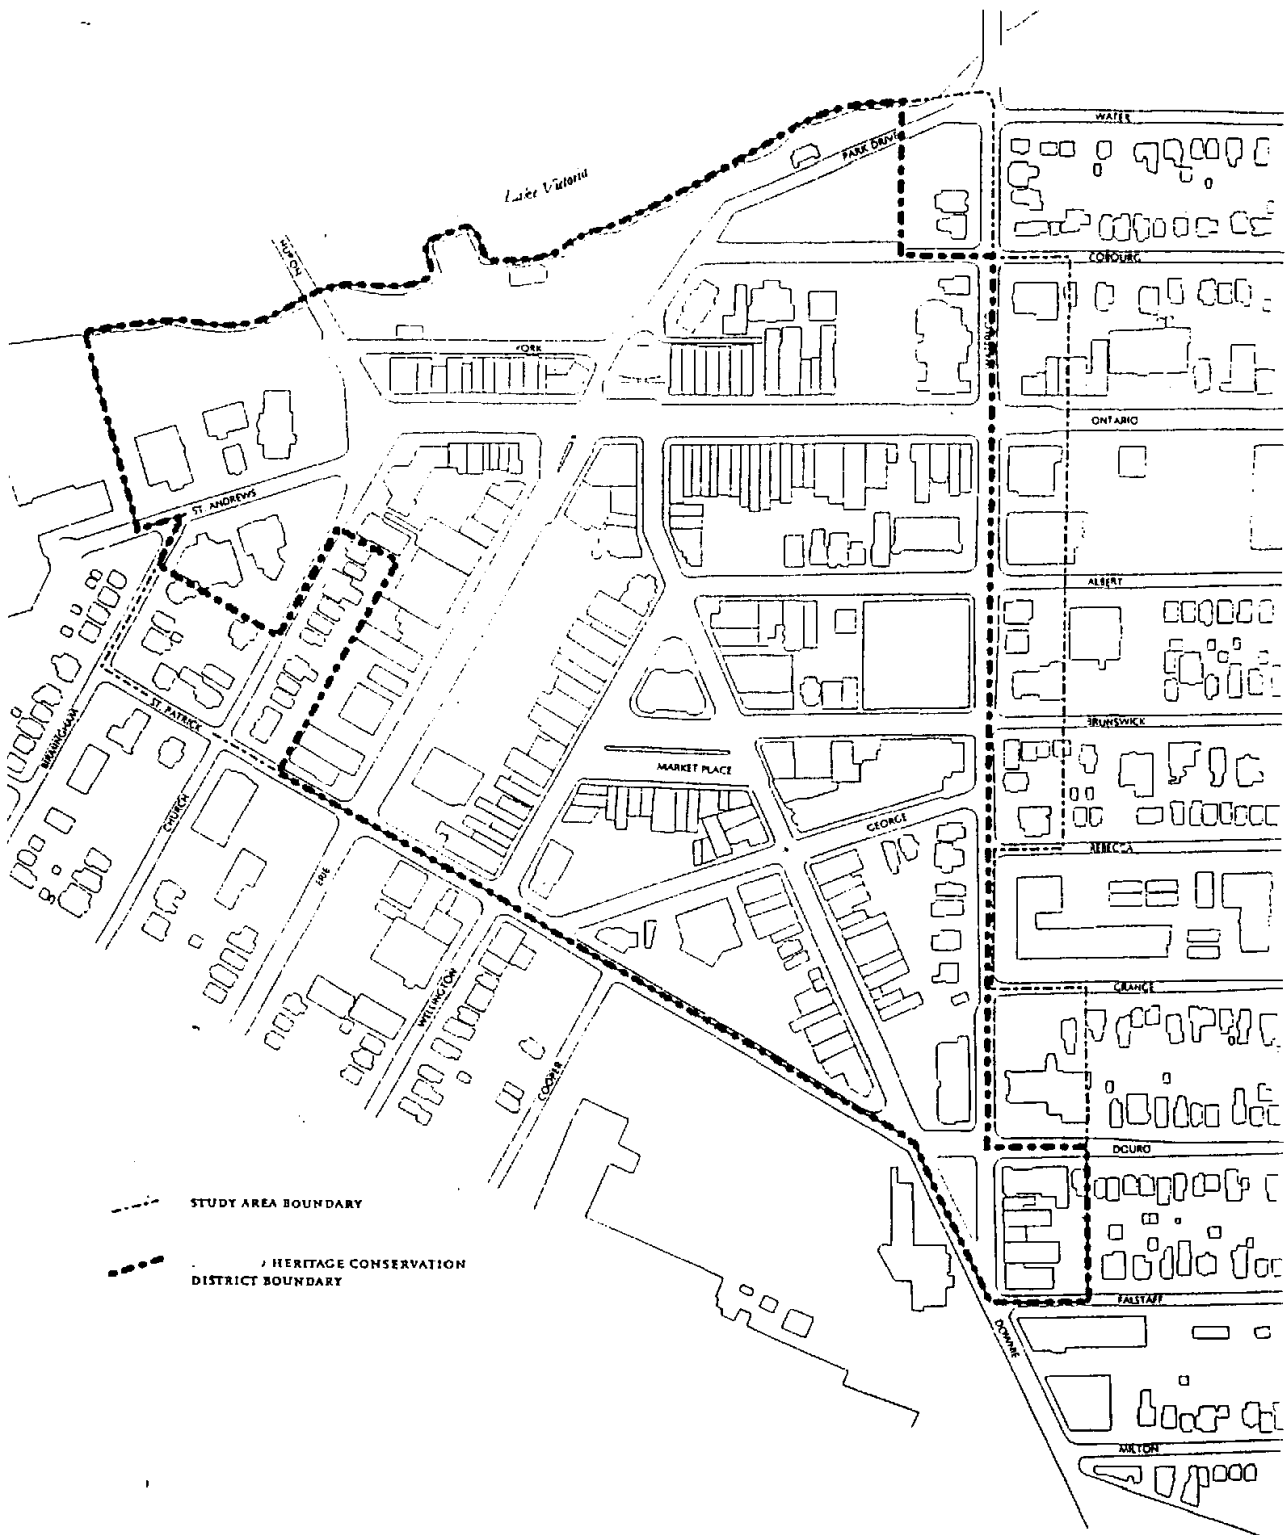 WATER
PARK DRIVE
Lake Victoria
HURON
COBOURG
YORK
ONTARIO
ST. ANDREWS
ALBERT
ST. PATRICK
BRUNSWICK
BIRMINGHAM
MARKET PLACE
CHURCH
GEORGE
REBECCA
ERIE
WELLINGTON
GRANGE
COOPER
DOURO
STUDY AREA BOUNDARY
HERITAGE CONSERVATION
DISTRICT BOUNDARY
FALSTAFF
DOWNIE
MILTON